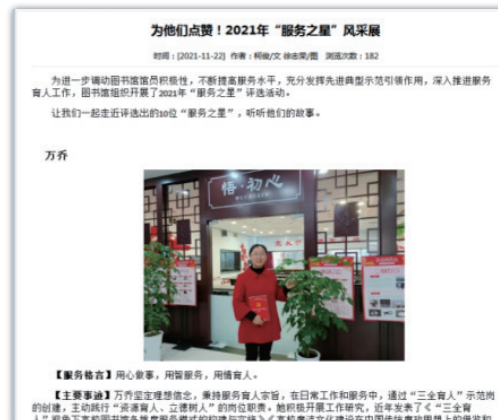 为他们点赞！2021年“服务之星”风采展
时间：[2021-11-22] 作者：柯俊/文 徐志荣/图 浏览次数：182
为进一步调动图书馆馆员积极性，不断提高服务水平，充分发挥先进典型示范引领作用，深入推进服务
育人工作，图书馆组织开展了2021年“服务之星”评选活动。
让我们一起走近评选出的10位“服务之星”，听听他们的故事。
万乔
悟·初心
【服务格言】用心做事，用智服务，用情育人。
【主要事迹】万乔坚定理想信念，秉持服务育人宗旨，在日常工作和服务中，通过“三全育人”示范岗
的创建，主动践行“资源育人、立德树人”的岗位职责。她积极开展工作研究，近年发表了《“三全育